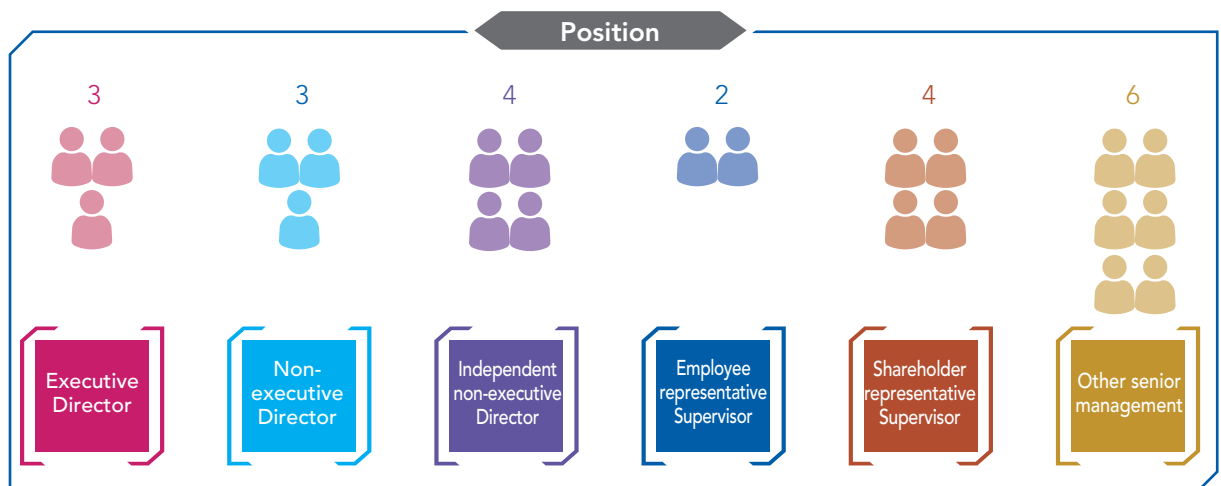 Position
3
3
4
2
4
6
Executive
Director
Non-
executive
Director
Independent
non-executive
Director
Employee
representative
Supervisor
Shareholder
representative
Supervisor
Other senior
management